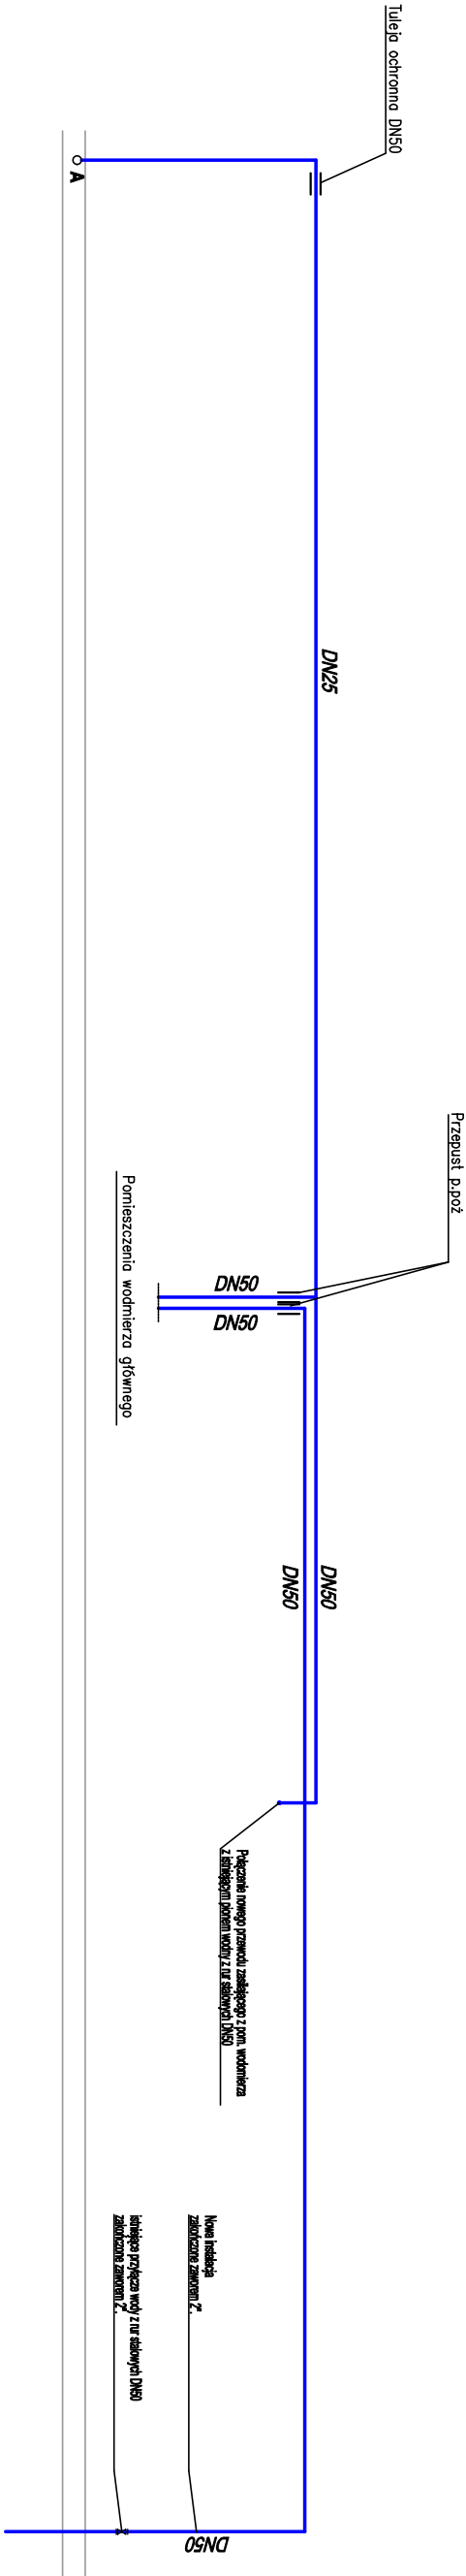 Tuleja ochronna DN50
A
DN25
Przepust p.poż
DN50
DN50
Pomieszczenia wodmierza głównego
DN50
DN50
Połączenie nowego przewodu zasilającego z pom. wodomierza
z istniejącym pionem wodny z rur stalowych DN50
Nowa instalacja
zakończone zaworem 2".
istniejące przyłącze wody z rur stalowych DN50
zakończone zaworem 2".
DN50